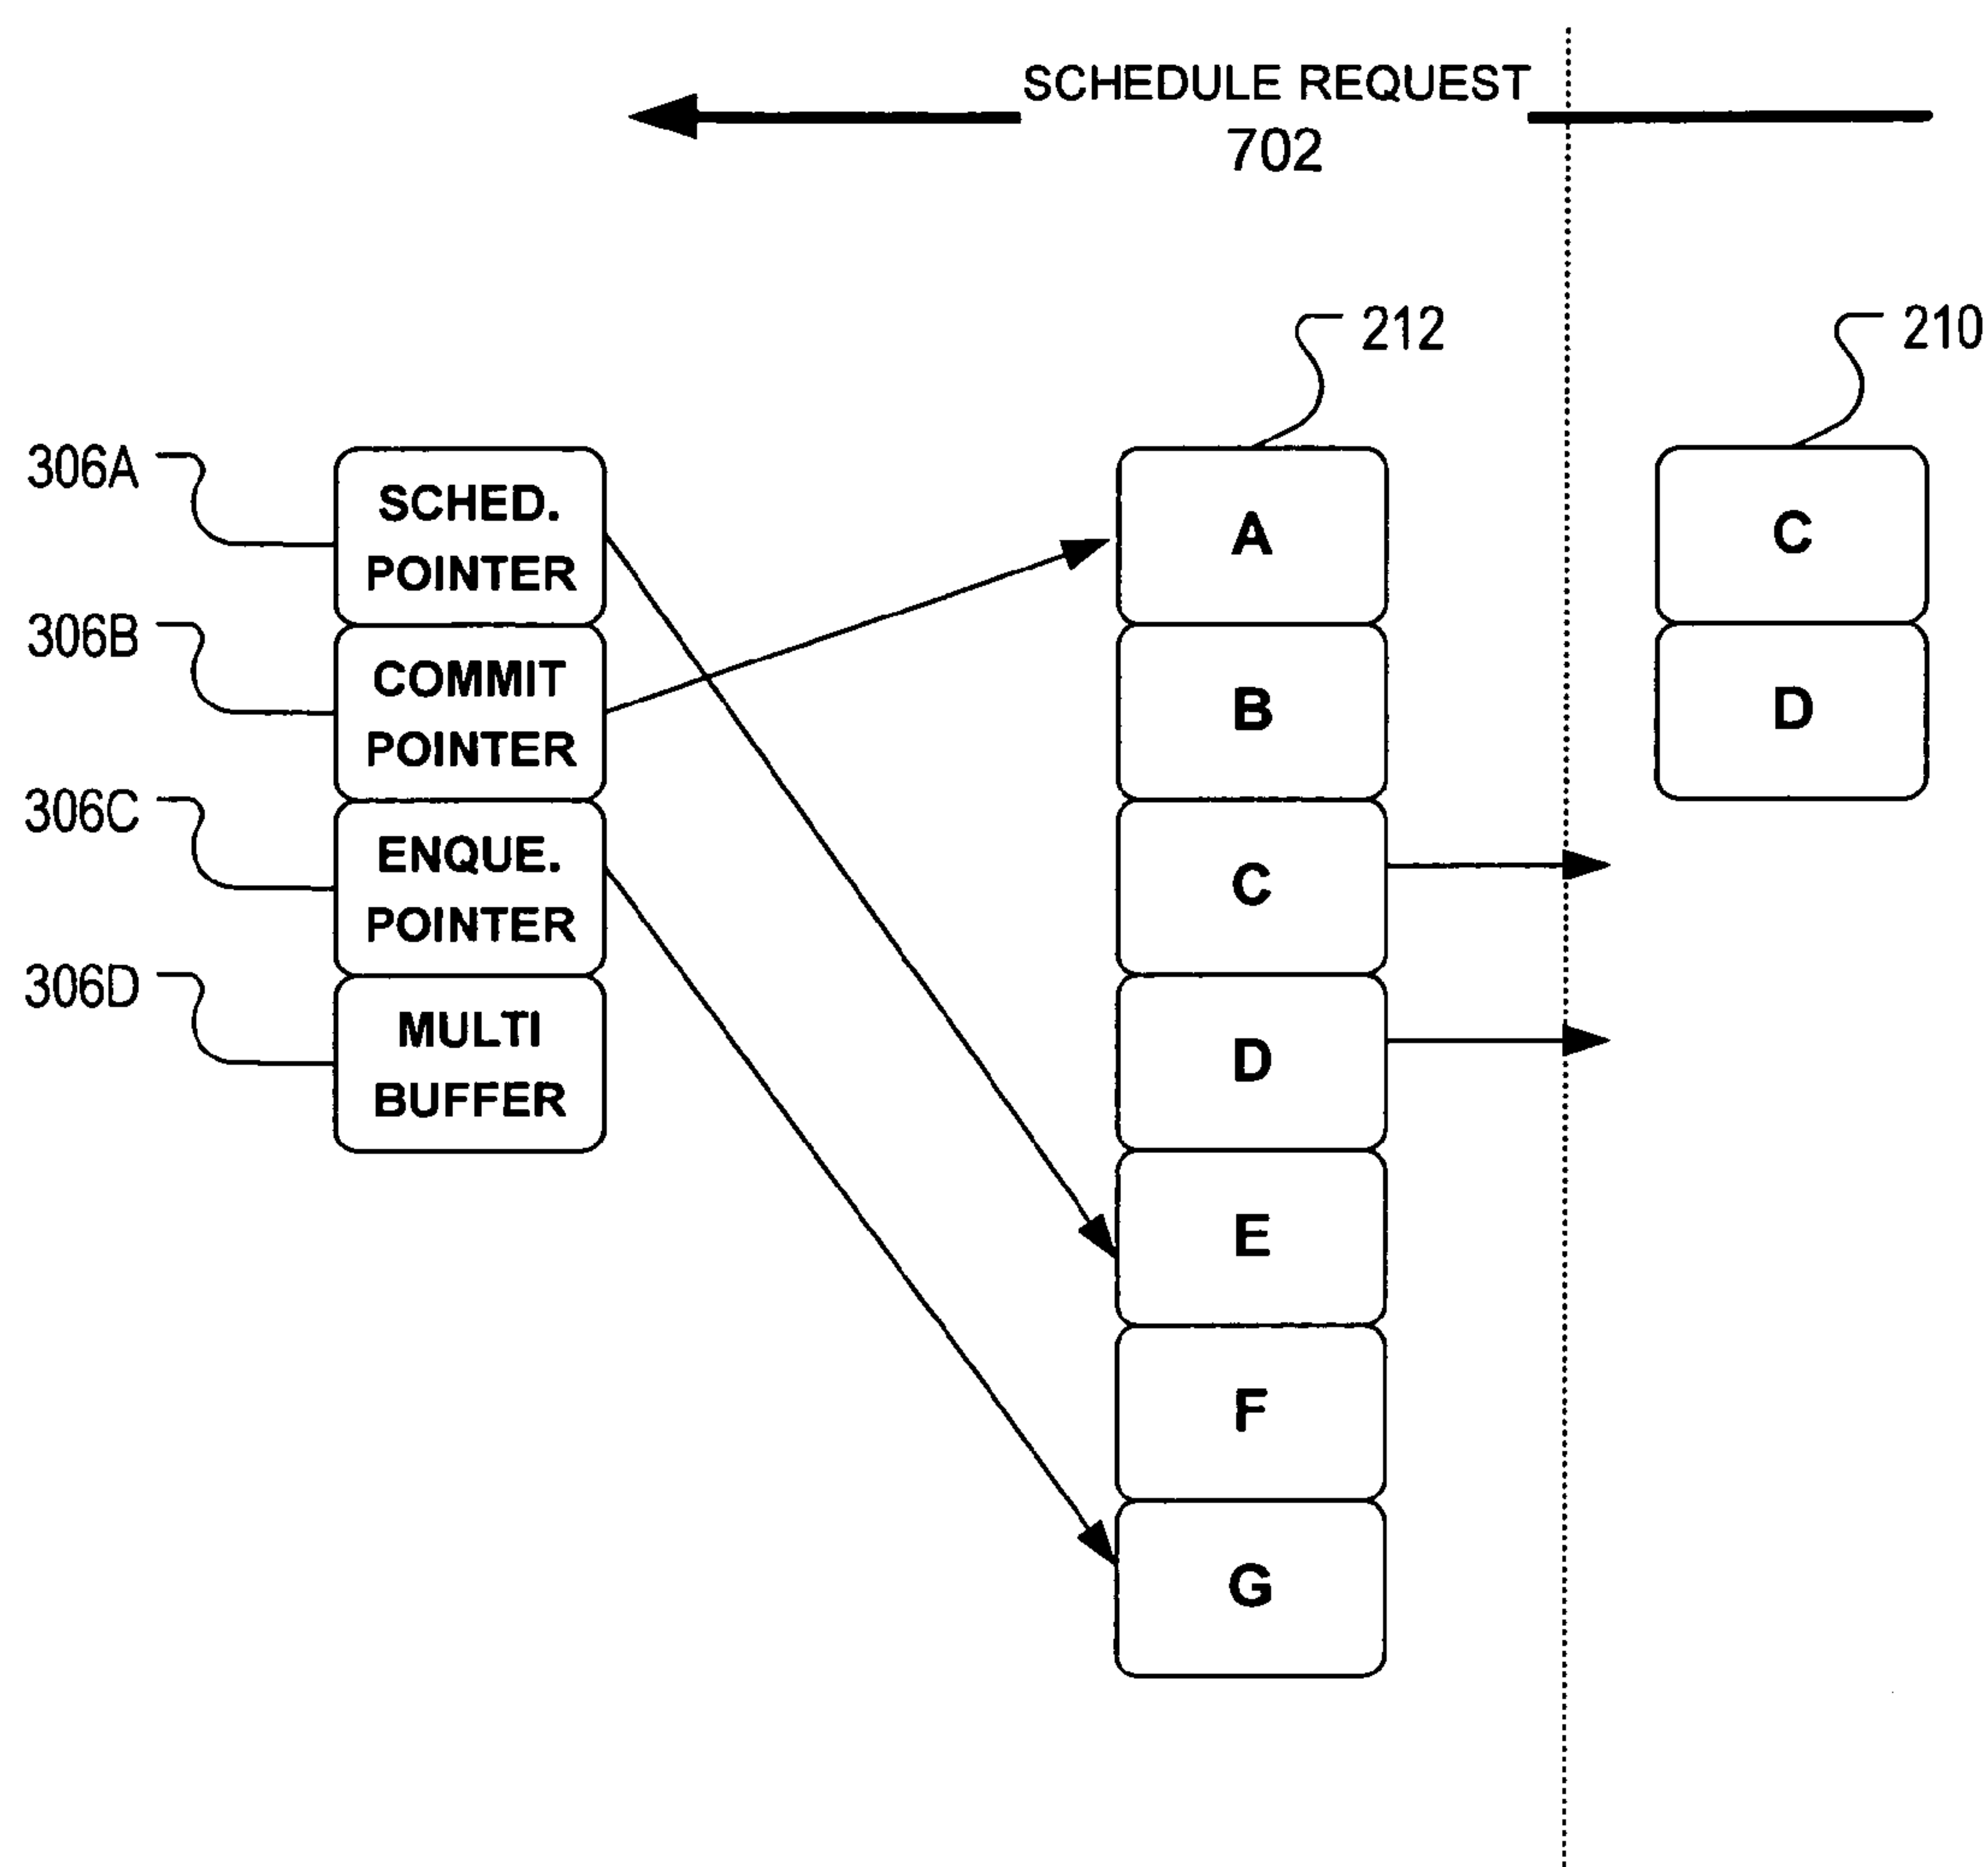 SCHEDULE REQUEST
702
212
210
306A
SCHED.
POINTER
306B
COMMIT
POINTER
306C
ENQUE.
POINTER
306D
MULTI
BUFFER
A
B
C
D
E
F
G
C
D